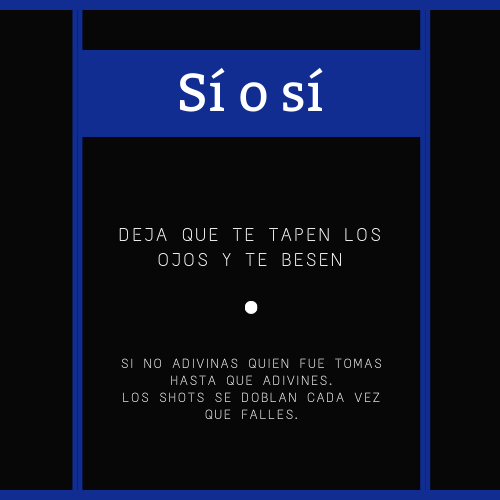 Sí o sí
DEJA QUE TE TAPEN LOS
OJOS Y TE BESEN
SI NO ADIVINAS QUIEN FUE TOMAS
HASTA QUE ADIVINES.
LOS SHOTS SE DOBLAN CADA VEZ
QUE FALLES.